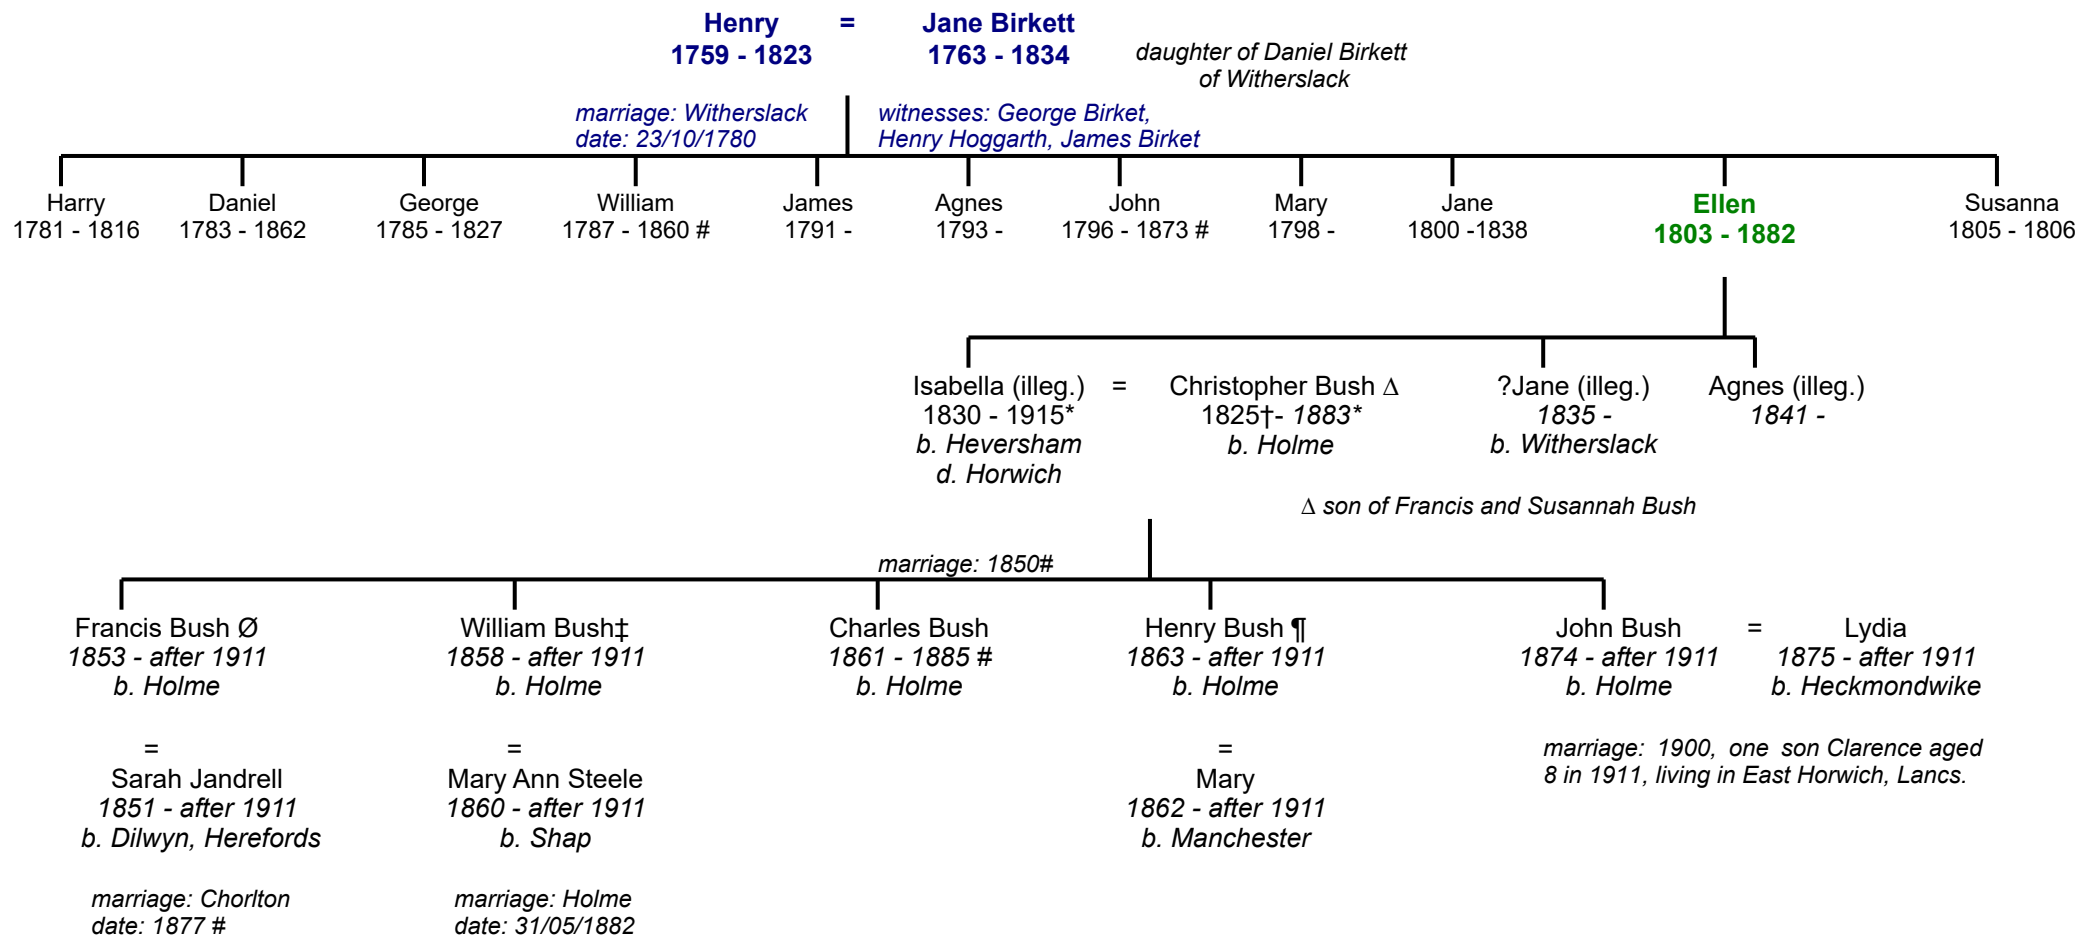 Henry = Jane Birkett
1759 - 1823 1763 - 1834
daughter of Daniel Birkett
of Witherslack
marriage: Witherslack
date: 23/10/1780
witnesses: George Birket,
Henry Hoggarth, James Birket
Harry Daniel George William James Agnes John Mary Jane Ellen Susanna
1781 - 1816 1783 - 1862 1785 - 1827 1787 - 1860 # 1791 - 1793 - 1796 - 1873 # 1798 - 1800 -1838 1803 - 1882 1805 - 1806
Isabella (illeg.) = Christopher Bush ∆ ?Jane (illeg.) Agnes (illeg.)
1830 - 1915* 1825†- 1883* 1835 - 1841 -
b. Heversham b. Holme b. Witherslack
d. Horwich
∆ son of Francis and Susannah Bush
marriage: 1850#
Francis Bush Ø William Bush‡ Charles Bush Henry Bush ¶ John Bush = Lydia
1853 - after 1911 1858 - after 1911 1861 - 1885 # 1863 - after 1911 1874 - after 1911 1875 - after 1911
b. Holme b. Holme b. Holme b. Holme b. Holme b. Heckmondwike
= = =
Sarah Jandrell Mary Ann Steele Mary
1851 - after 1911 1860 - after 1911 1862 - after 1911
b. Dilwyn, Herefords b. Shap b. Manchester
marriage: 1900, one son Clarence aged
8 in 1911, living in East Horwich, Lancs.
marriage: Chorlton marriage: Holme
date: 1877 # date: 31/05/1882